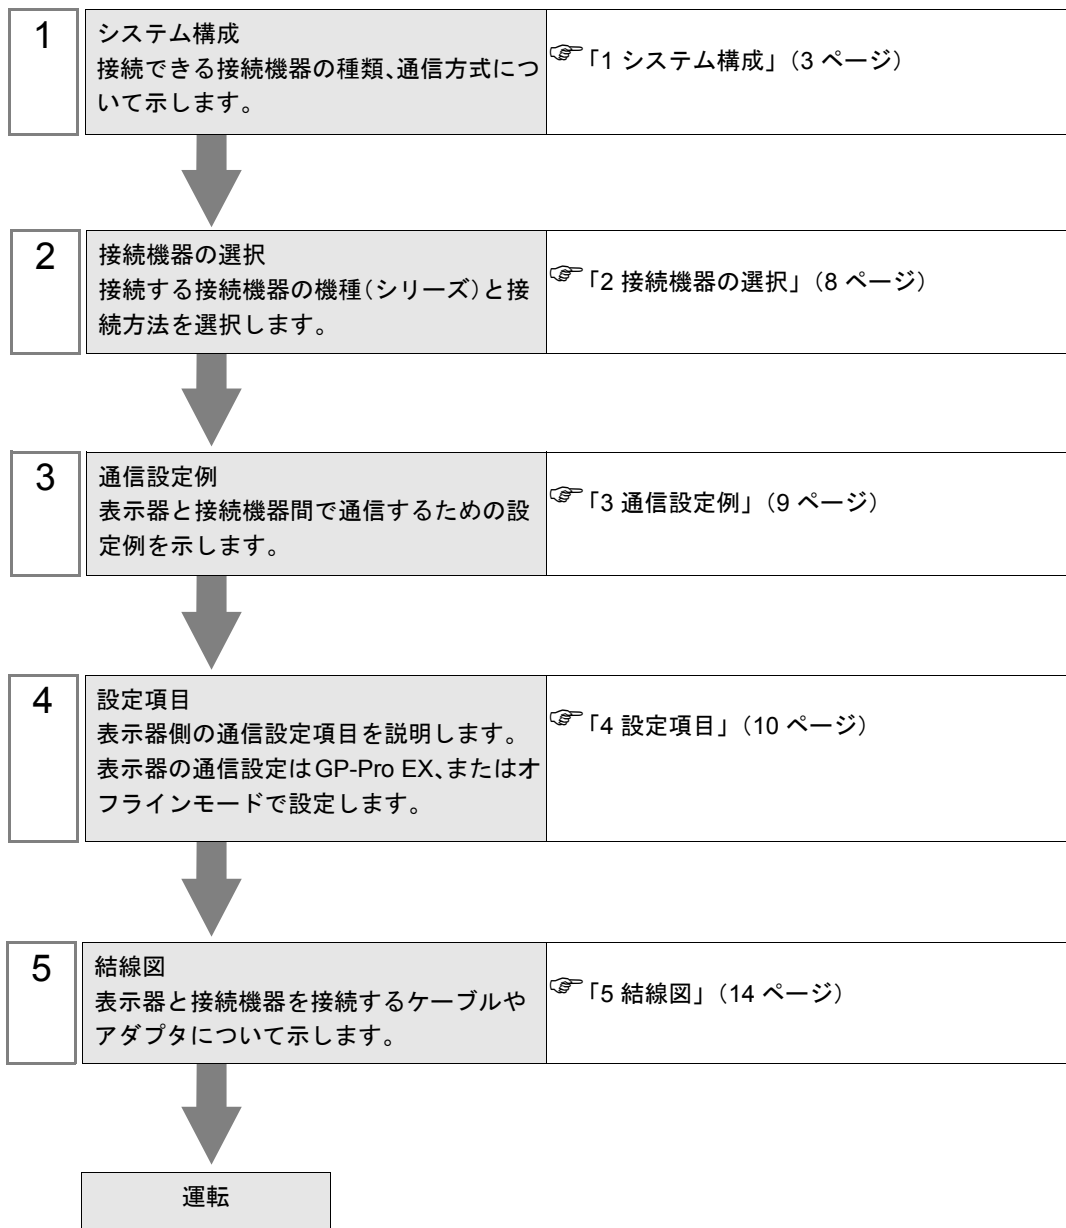 1
システム構成
接続できる接続機器の種類、通信方式につ
いて示します。
☞「1 システム構成」（3 ページ）
2
接続機器の選択
接続する接続機器の機種（シリーズ）と接
続方法を選択します。
☞「2 接続機器の選択」（8 ページ）
3
通信設定例
表示器と接続機器間で通信するための設
定例を示します。
☞「3 通信設定例」（9 ページ）
4
設定項目
表示器側の通信設定項目を説明します。
表示器の通信設定はGP-Pro EX、またはオ
フラインモードで設定します。
☞「4 設定項目」（10 ページ）
5
結線図
表示器と接続機器を接続するケーブルや
アダプタについて示します。
☞「5 結線図」（14 ページ）
運転